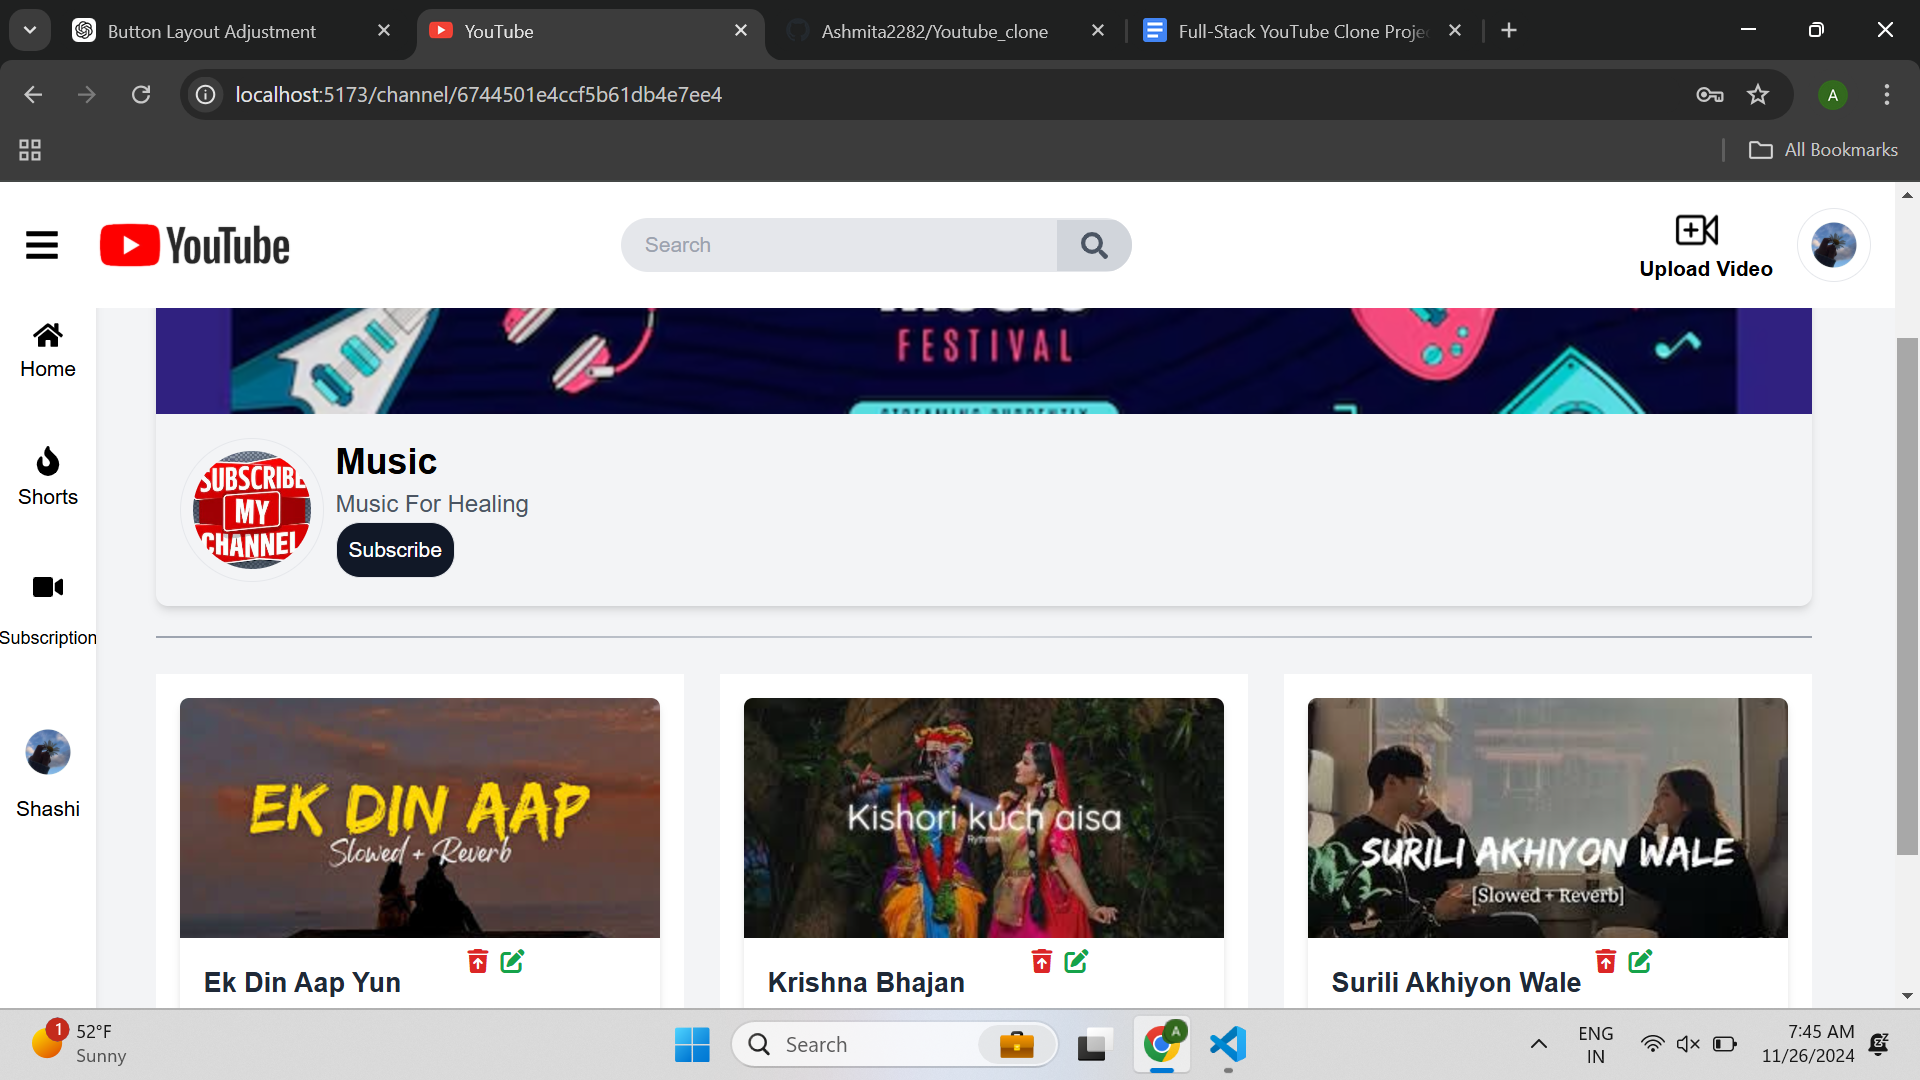 Button Layout Adjustment
YouTube
Ashmita2282/Youtube_clone
Full-Stack YouTube Clone Proje
localhost:5173/channel/6744501e4ccf5b61db4e7ee4
A
All Bookmarks
YouTube
Search
Upload Video
Home
Shorts
Subscription
Shashi
FESTIVAL
SUBSCRIBE
MY
CHANNEL
Music
Music For Healing
Subscribe
EK DIN AAP
Slowed + Reverb
Ek Din Aap Yun
Kishori kuch aisa
Krishna Bhajan
SURILI AKHIYON WALE
[Slowed + Reverb]
Surili Akhiyon Wale
1
52°F
Sunny
Search
A
ENG
IN
7:45 AM
11/26/2024